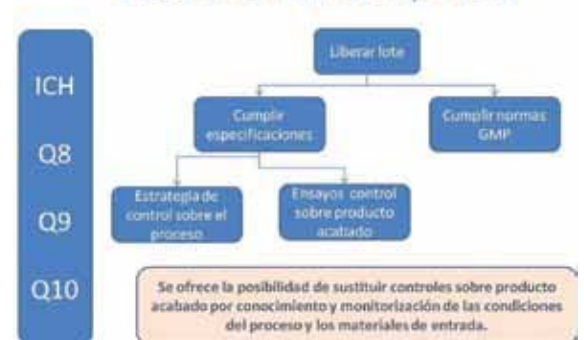 ICH
Q8
Q9
Q10
Liberar lote
Cumplir
especificaciones
Cumplir normas
GMP
Estrategia de
control sobre el
proceso
Ensayos control
sobre producto
acabado
Se ofrece la posibilidad de sustituir controles sobre producto
acabado por conocimiento y monitorización de las condiciones
del proceso y los materiales de entrada.